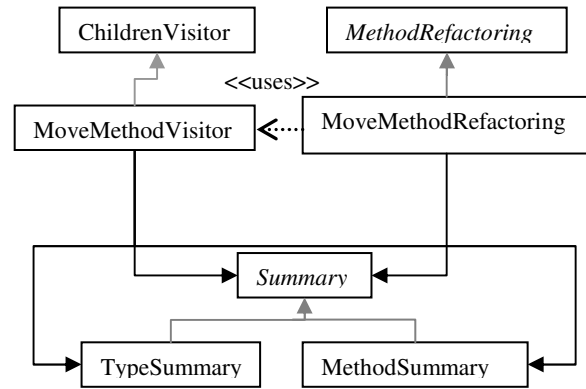 ChildrenVisitor
MethodRefactoring
<<uses>>
MoveMethodVisitor
MoveMethodRefactoring
Summary
TypeSummary
MethodSummary